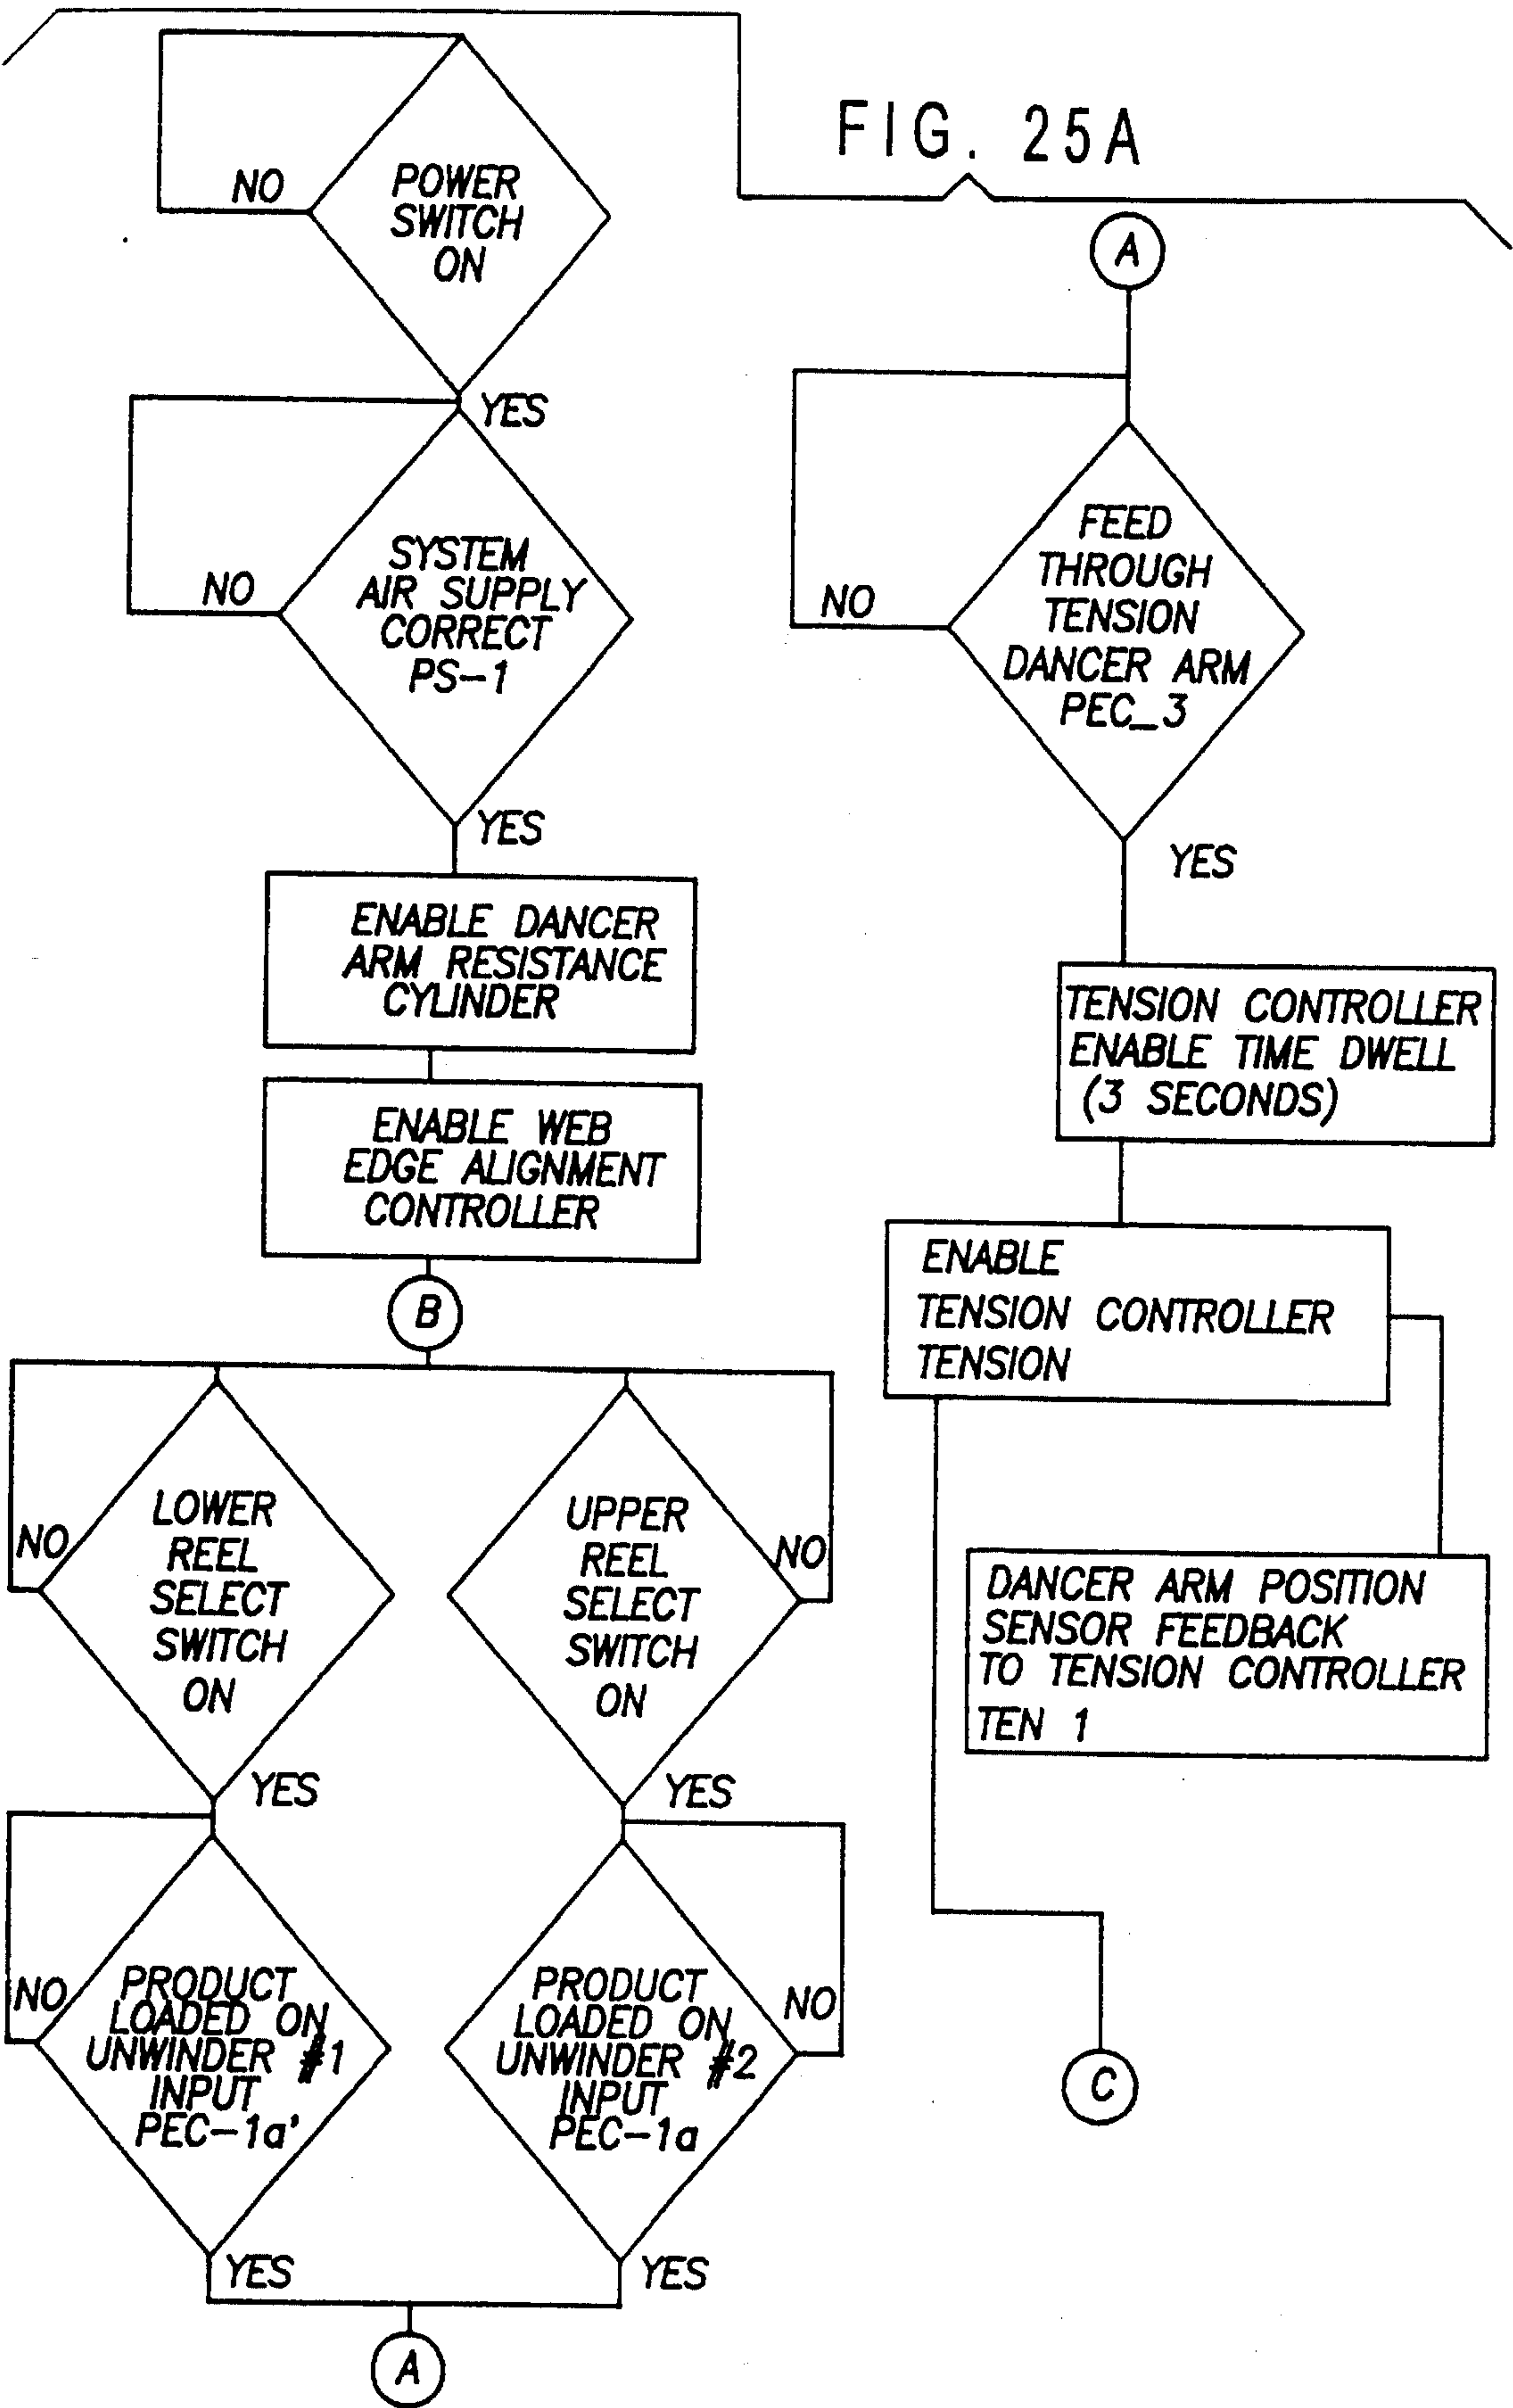 FIG. 25A
POWER
SWITCH
ON
NO
YES
SYSTEM
AIR SUPPLY
CORRECT
PS-1
NO
YES
ENABLE DANCER
ARM RESISTANCE
CYLINDER
ENABLE WEB
EDGE ALIGNMENT
CONTROLLER
B
LOWER
REEL
SELECT
SWITCH
ON
NO
YES
UPPER
REEL
SELECT
SWITCH
ON
NO
YES
PRODUCT
LOADED ON
UNWINDER #1
INPUT
PEC-1a'
NO
YES
PRODUCT
LOADED ON
UNWINDER #2
INPUT
PEC-1a
NO
YES
A
A
FEED
THROUGH
TENSION
DANCER ARM
PEC_3
NO
YES
TENSION CONTROLLER
ENABLE TIME DWELL
(3 SECONDS)
ENABLE
TENSION CONTROLLER
TENSION
DANCER ARM POSITION
SENSOR FEEDBACK
TO TENSION CONTROLLER
TEN 1
C